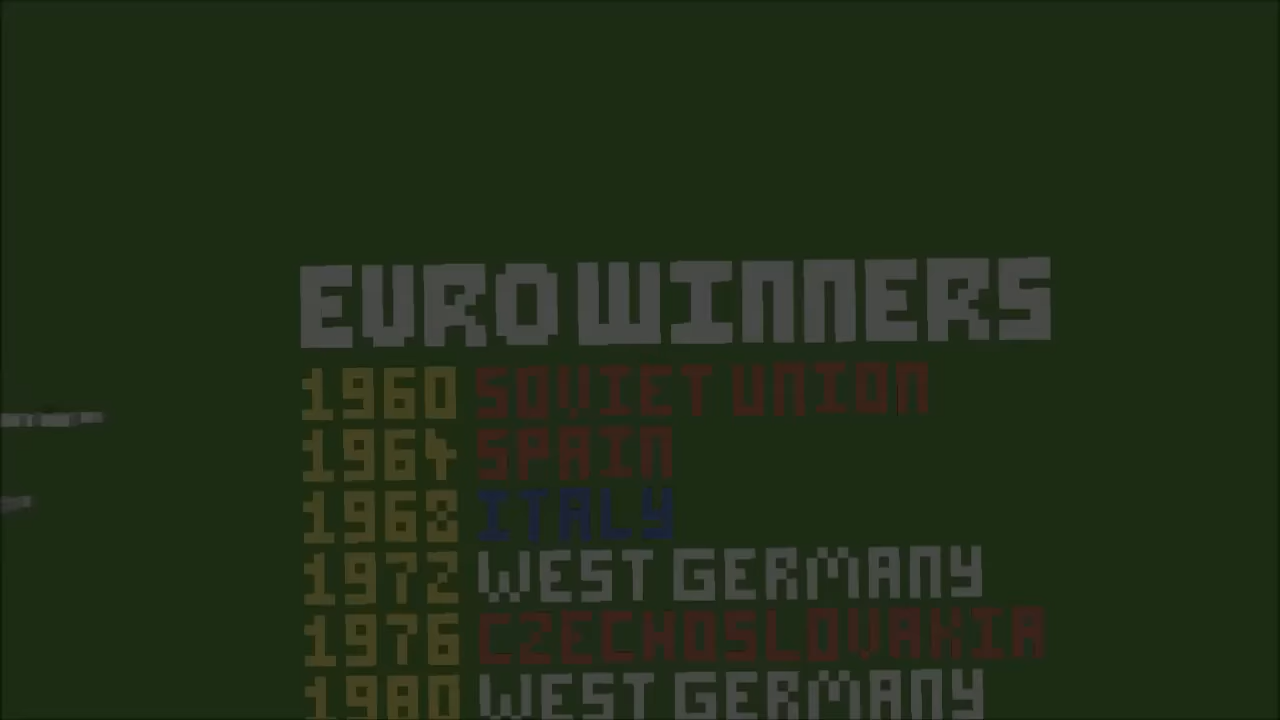 EURO WINNERS
1960 SOVIET UNION
1964 SPAIN
1968 ITALY
1972 WEST GERMANY
1976 CZECHOSLOVAKIA
1980 WEST GERMANY